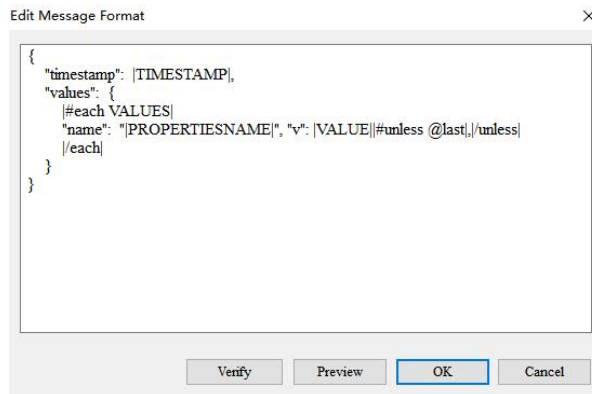 Edit Message Format
{
"timestamp": |TIMESTAMP|,
"values": {
|#each VALUES|
"name": "|PROPERTIESNAME|", "v": |VALUE||#unless @last|,|/unless|
|/each|
}
}
Verify Preview OK Cancel